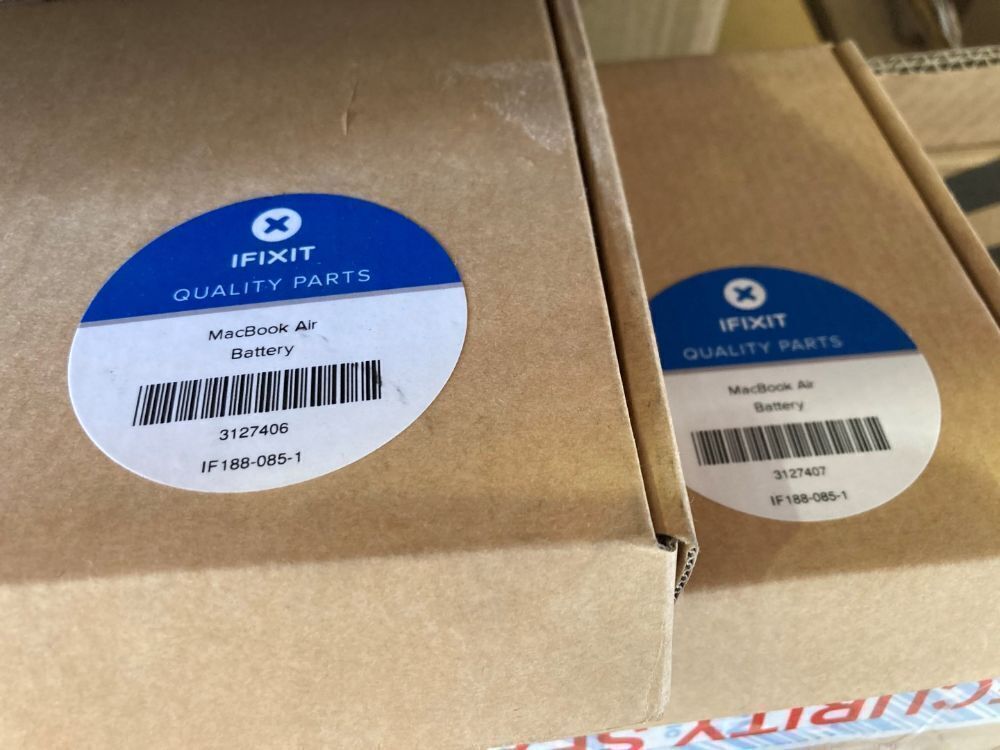 IFIXIT
QUALITY PARTS
MacBook Air
Battery
3127406
IF188-085-1
IFIXIT
QUALITY PARTS
MacBook Air
Battery
3127407
IF188-085-1